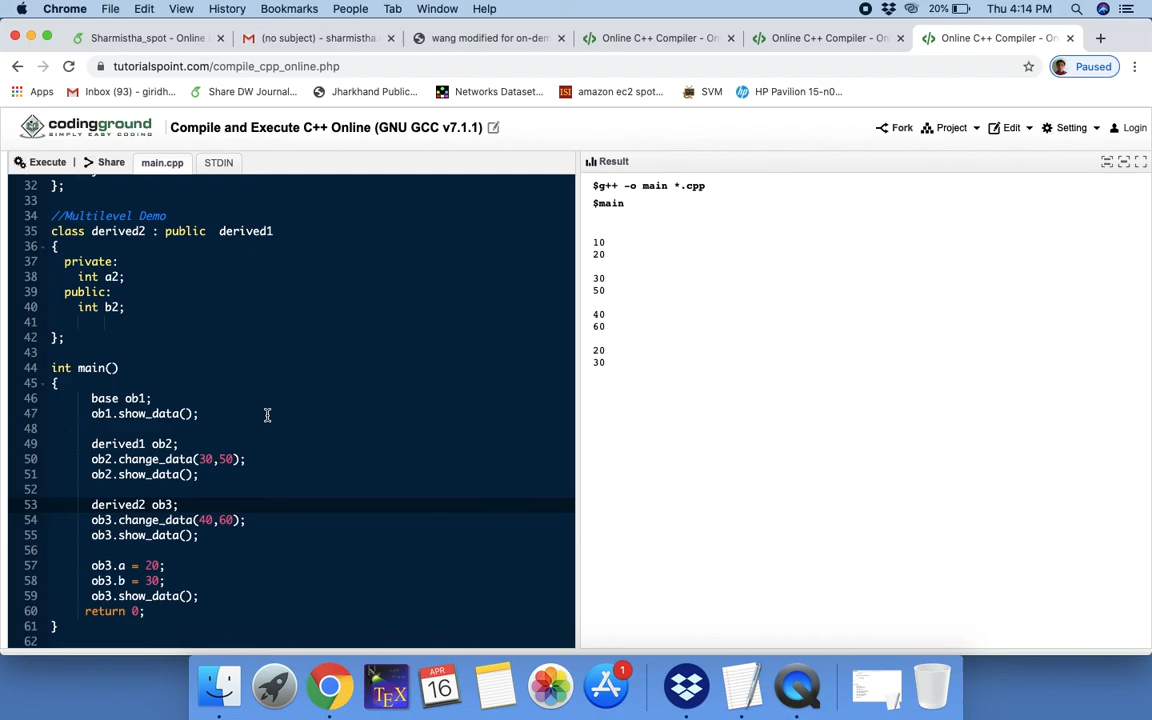 Chrome File Edit View History Bookmarks People Tab Window Help 20% Thu 4:14 PM
Sharmistha_spot - Online
(no subject) - sharmistha.
wang modified for on-dem
Online C++ Compiler - On
Online C++ Compiler - On
Online C++ Compiler - On
tutorialspoint.com/compile_cpp_online.php Paused
Apps Inbox (93) - giridh... Share DW Journal... Jharkhand Public... Networks Dataset... ISI amazon ec2 spot... SVM hp HP Pavilion 15-n0...
codingground
SIMPLY EASY CODING
Compile and Execute C++ Online (GNU GCC v7.1.1) Fork Project Edit Setting Login
Execute | Share main.cpp STDIN
Result
32 };
33
34 //Multilevel Demo
35 class derived2 : public  derived1
36 {
37 private:
38 int a2;
39 public:
40 int b2;
41
42 };
43
44 int main()
45 {
46 base ob1;
47 ob1.show_data();
48
49 derived1 ob2;
50 ob2.change_data(30,50);
51 ob2.show_data();
52
53 derived2 ob3;
54 ob3.change_data(40,60);
55 ob3.show_data();
56
57 ob3.a = 20;
58 ob3.b = 30;
59 ob3.show_data();
60 return 0;
61 }
62
$g++ -o main *.cpp
$main
10
20
30
50
40
60
20
30
TEX
APR
16
1